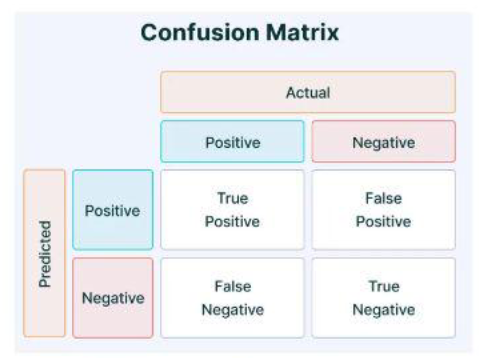 Confusion Matrix
Actual
Positive
Negative
Predicted
Positive
True
Positive
False
Positive
Negative
False
Negative
True
Negative